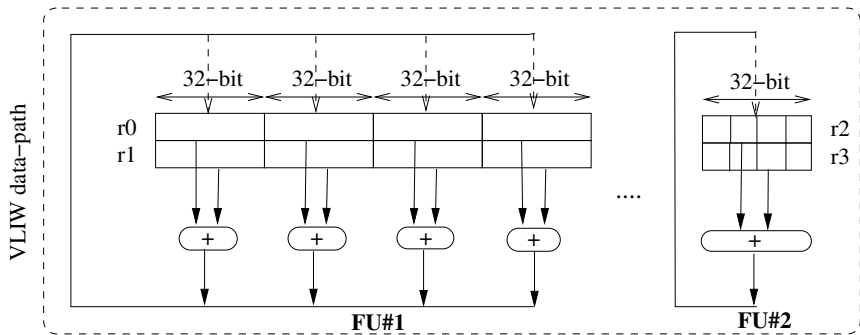 32−bit 32−bit 32−bit 32−bit 32−bit
r0 r2
r1 r3
VLIW data−path
....
+ + + + +
FU#1 FU#2